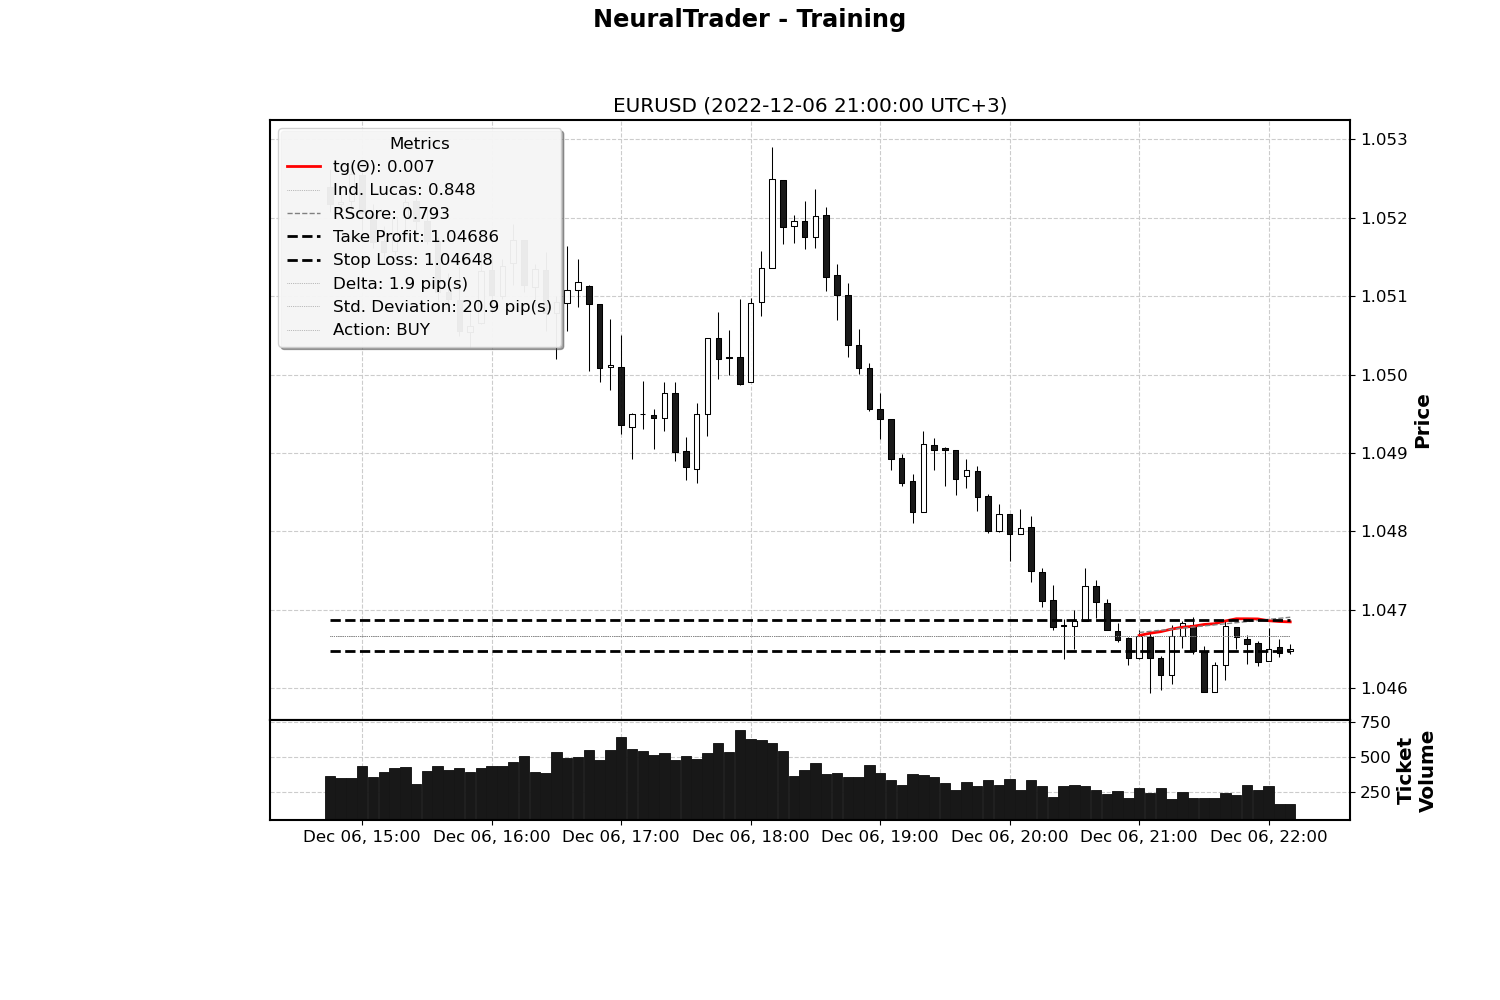 NeuralTrader - Training
EURUSD (2022-12-06 21:00:00 UTC+3)
Metrics
tg(Θ): 0.007
Ind. Lucas: 0.848
RScore: 0.793
Take Profit: 1.04686
Stop Loss: 1.04648
Delta: 1.9 pip(s)
Std. Deviation: 20.9 pip(s)
Action: BUY
1.053
1.052
1.051
1.050
1.049
1.048
1.047
1.046
Price
750
500
250
Ticket
Volume
Dec 06, 15:00 Dec 06, 16:00 Dec 06, 17:00 Dec 06, 18:00 Dec 06, 19:00 Dec 06, 20:00 Dec 06, 21:00 Dec 06, 22:00